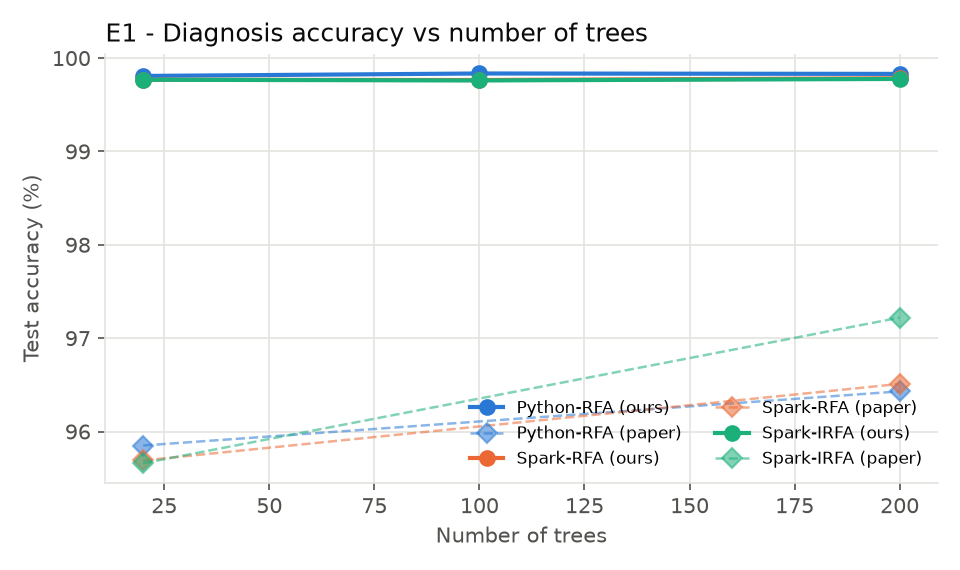 E1 - Diagnosis accuracy vs number of trees
100
99
98
97
96
Test accuracy (%)
25 50 75 100 125 150 175 200
Number of trees
Python-RFA (ours)
Python-RFA (paper)
Spark-RFA (ours)
Spark-RFA (paper)
Spark-IRFA (ours)
Spark-IRFA (paper)